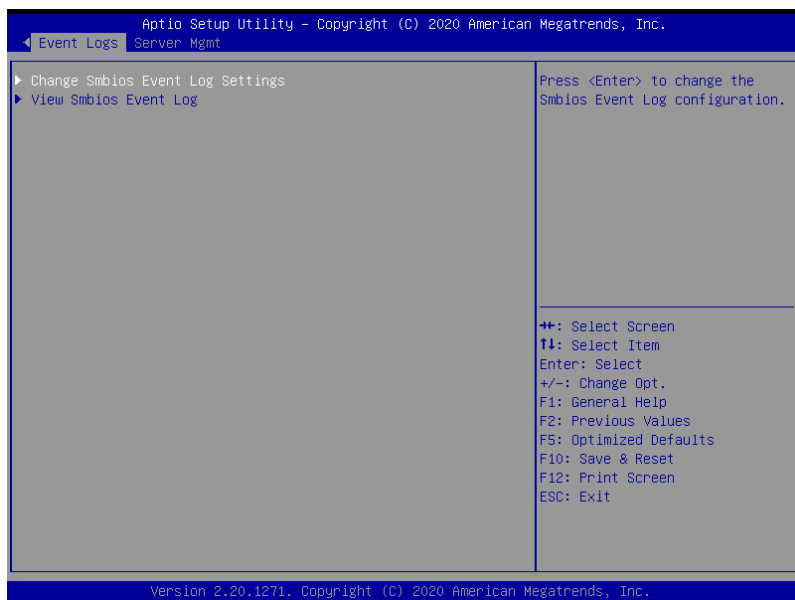 Aptio Setup Utility – Copyright (C) 2020 American Megatrends, Inc.
Event Logs Server Mgmt
Change Smbios Event Log Settings
View Smbios Event Log
Press <Enter> to change the
Smbios Event Log configuration.
→←: Select Screen
↑↓: Select Item
Enter: Select
+/-: Change Opt.
F1: General Help
F2: Previous Values
F5: Optimized Defaults
F10: Save & Reset
F12: Print Screen
ESC: Exit
Version 2.20.1271. Copyright (C) 2020 American Megatrends, Inc.